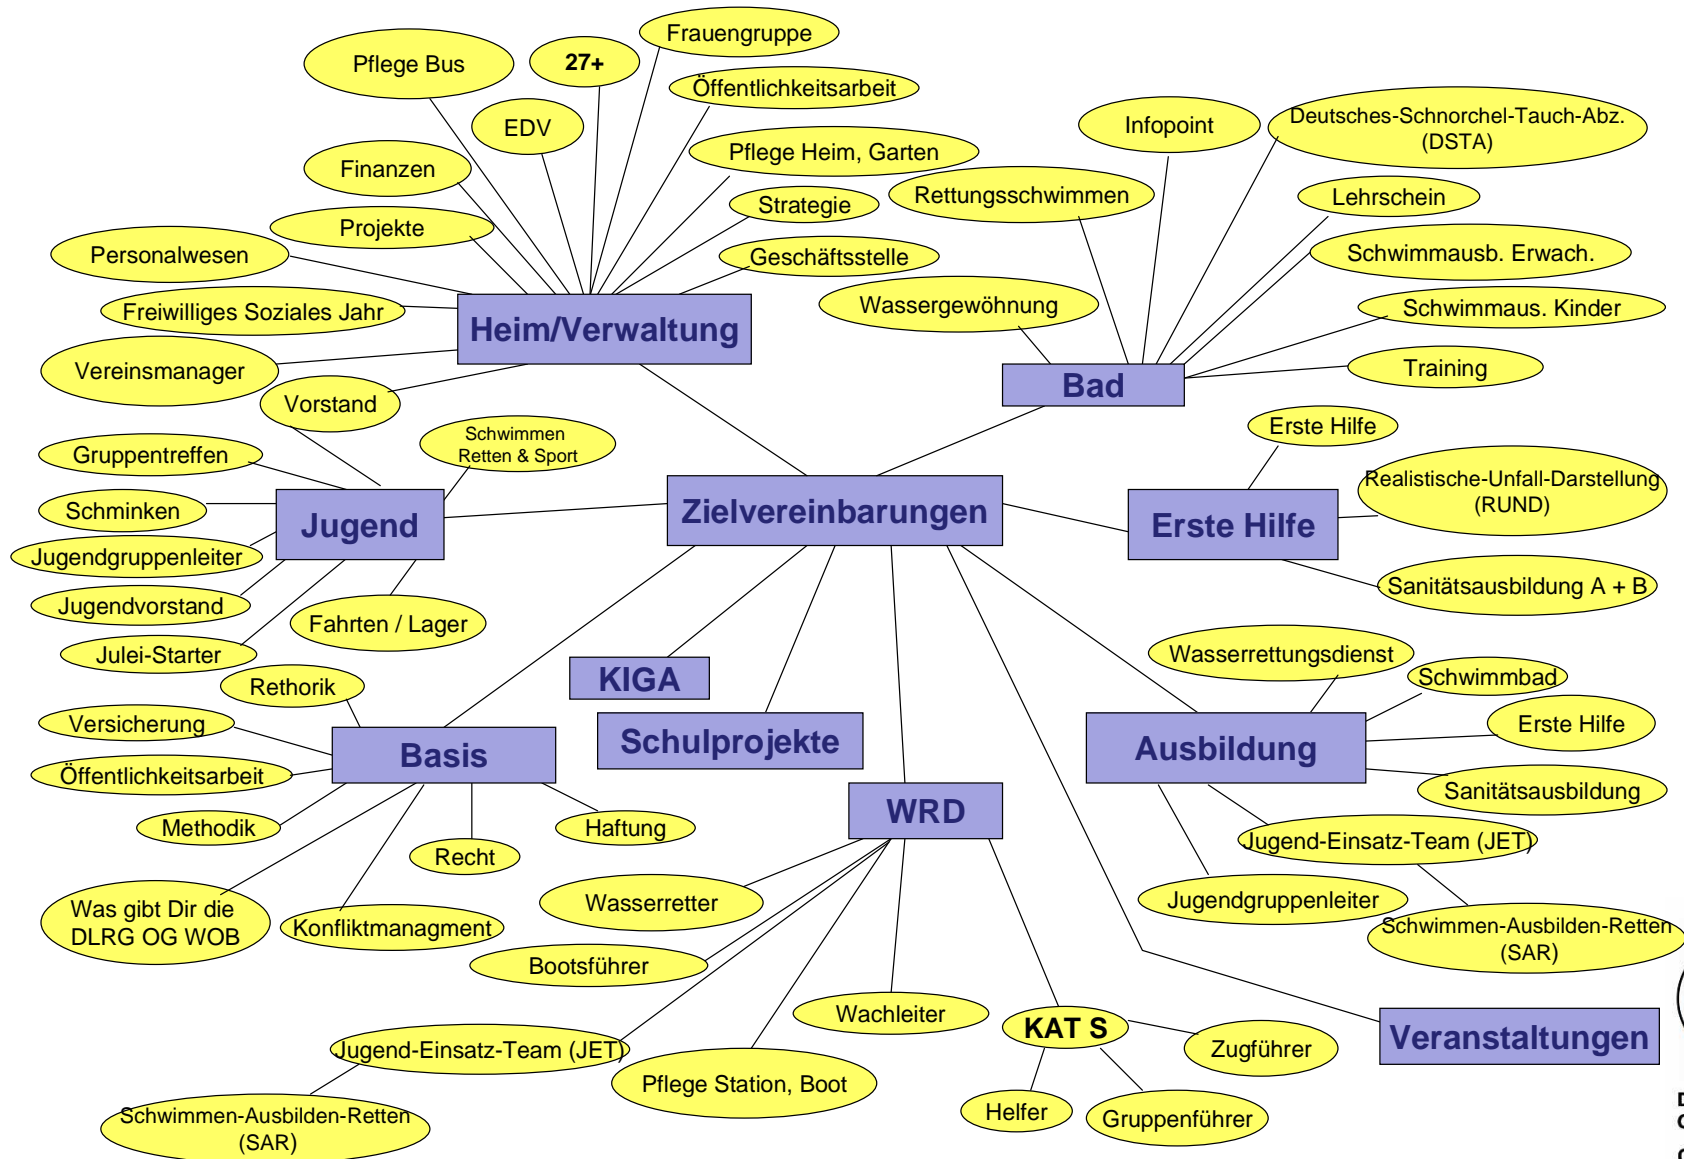 Frauengruppe
Pflege Bus
27+
Öffentlichkeitsarbeit
EDV
Infopoint
Deutsches-Schnorchel-Tauch-Abz.
(DSTA)
Pflege Heim, Garten
Finanzen
Rettungsschwimmen
Lehrschein
Strategie
Projekte
Personalwesen
Geschäftsstelle
Schwimmausb. Erwach.
Wassergewöhnung
Freiwilliges Soziales Jahr
Schwimmaus. Kinder
Heim/Verwaltung
Vereinsmanager
Training
Bad
Vorstand
Erste Hilfe
Schwimmen
Retten & Sport
Gruppentreffen
Realistische-Unfall-Darstellung
(RUND)
Schminken
Jugend
Zielvereinbarungen
Erste Hilfe
Jugendgruppenleiter
Sanitätsausbildung A + B
Jugendvorstand
Fahrten / Lager
Julei-Starter
Wasserrettungsdienst
KIGA
Schwimmbad
Rethorik
Versicherung
Erste Hilfe
Schulprojekte
Basis
Ausbildung
Öffentlichkeitsarbeit
Sanitätsausbildung
WRD
Methodik
Haftung
Jugend-Einsatz-Team (JET)
Recht
Wasserretter
Jugendgruppenleiter
Was gibt Dir die
DLRG OG WOB
Konfliktmanagment
Schwimmen-Ausbilden-Retten
(SAR)
Bootsführer
Wachleiter
KAT S
Veranstaltungen
Jugend-Einsatz-Team (JET)
Zugführer
Pflege Station, Boot
Helfer
Gruppenführer
Schwimmen-Ausbilden-Retten
(SAR)